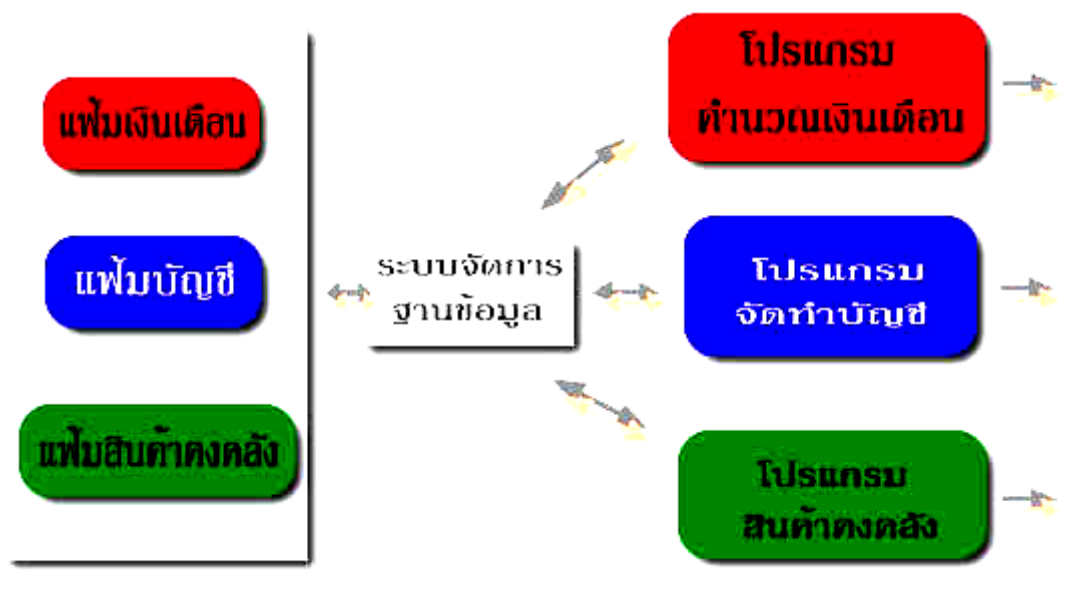 แฟ้มเงินเดือน
แฟ้มบัญชี
แฟ้มสินค้าคงคลัง
ระบบจัดการ
ฐานข้อมูล
โปรแกรม
คำนวณเงินเดือน
โปรแกรม
จัดทำบัญชี
โปรแกรม
สินค้าคงคลัง